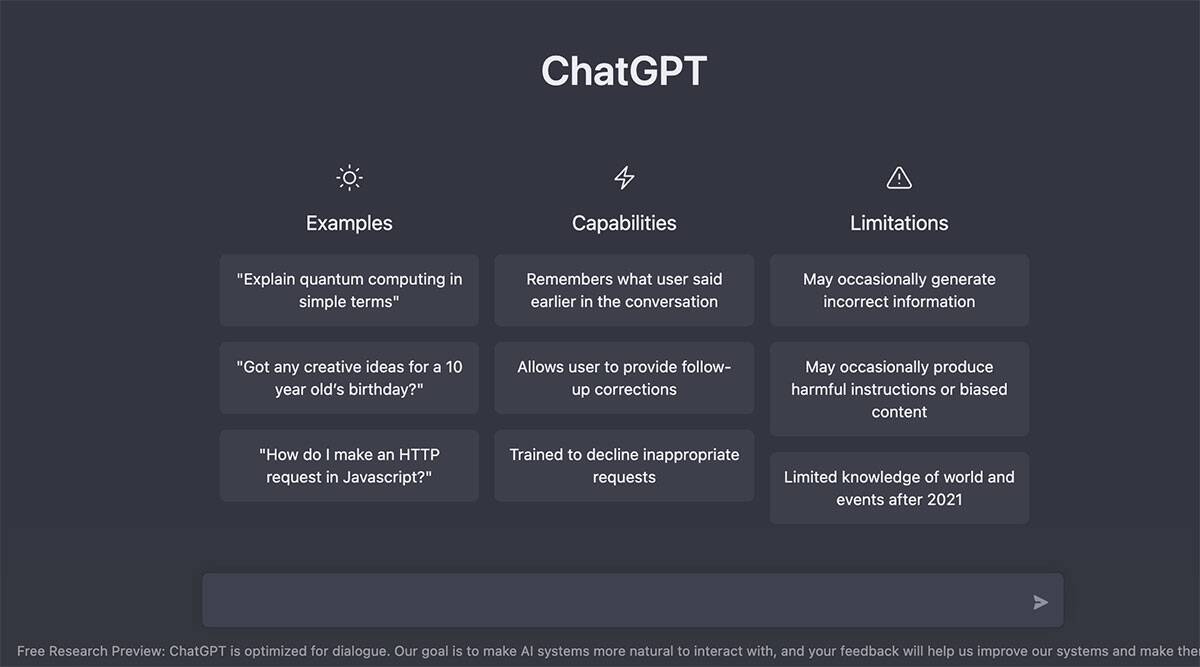 ChatGPT
Examples
"Explain quantum computing in
simple terms"
"Got any creative ideas for a 10
year old’s birthday?"
"How do I make an HTTP
request in Javascript?"
Capabilities
Remembers what user said
earlier in the conversation
Allows user to provide follow-
up corrections
Trained to decline inappropriate
requests
Limitations
May occasionally generate
incorrect information
May occasionally produce
harmful instructions or biased
content
Limited knowledge of world and
events after 2021
Free Research Preview: ChatGPT is optimized for dialogue. Our goal is to make AI systems more natural to interact with, and your feedback will help us improve our systems and make the